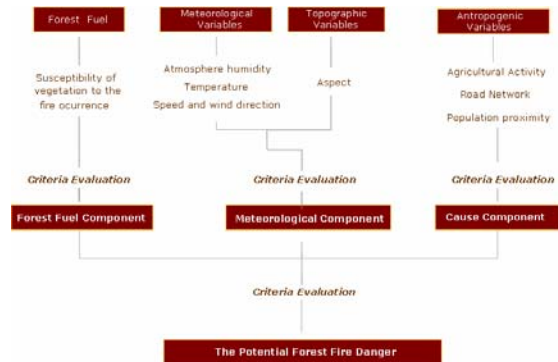 Forest Fuel
Meteorological
Variables
Topographic
Variables
Antropogenic
Variables
Susceptibility of
vegetation to the
fire ocurrence
Atmosphere humidity
Temperature
Speed and wind direction
Aspect
Agricultural Activity
Road Network
Population proximity
Criteria Evaluation
Criteria Evaluation
Criteria Evaluation
Forest Fuel Component
Meteorological Component
Cause Component
Criteria Evaluation
The Potential Forest Fire Danger